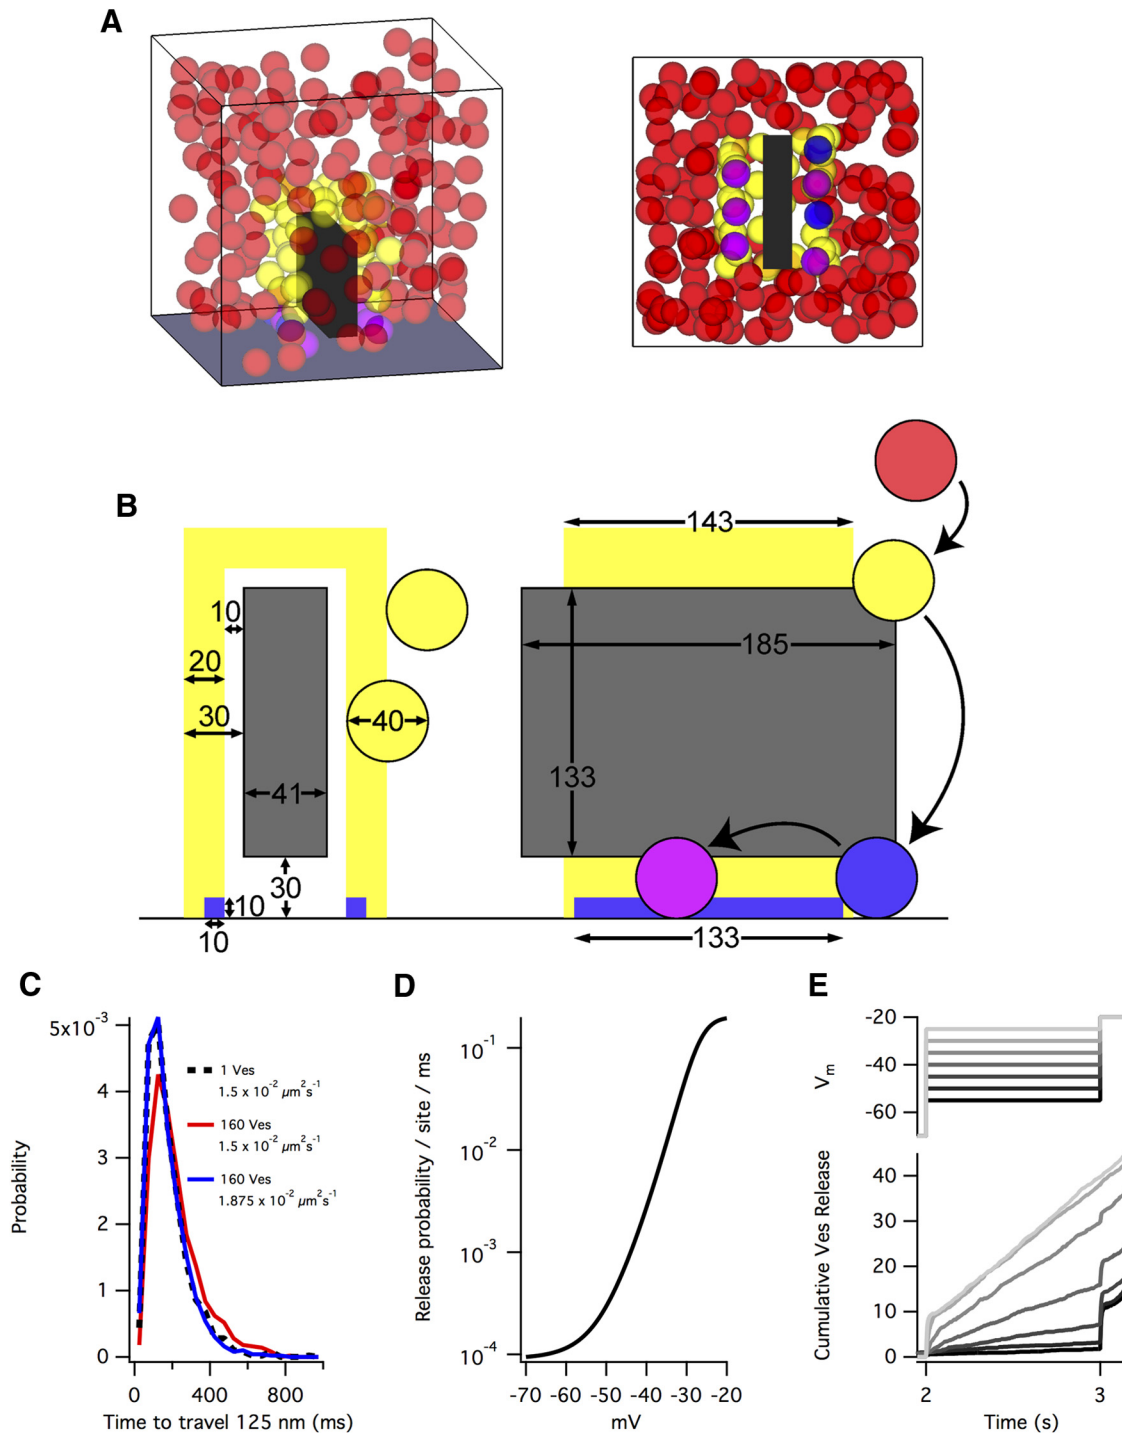 A
B
143
10
20
30
40
185
41
133
30
10
10
133
C
5x10⁻³
4
3
2
1
0
Probability
1 Ves
1.5 x 10⁻² µm²s⁻¹
160 Ves
1.5 x 10⁻² µm²s⁻¹
160 Ves
1.875 x 10⁻² µm²s⁻¹
0 400 800
Time to travel 125 nm (ms)
D
Release probability / site / ms
10⁻¹
10⁻²
10⁻³
10⁻⁴
-70 -60 -50 -40 -30 -20
mV
E
Vₘ
-20
-40
-60
Cumulative Ves Release
40
30
20
10
0
2 3
Time (s)